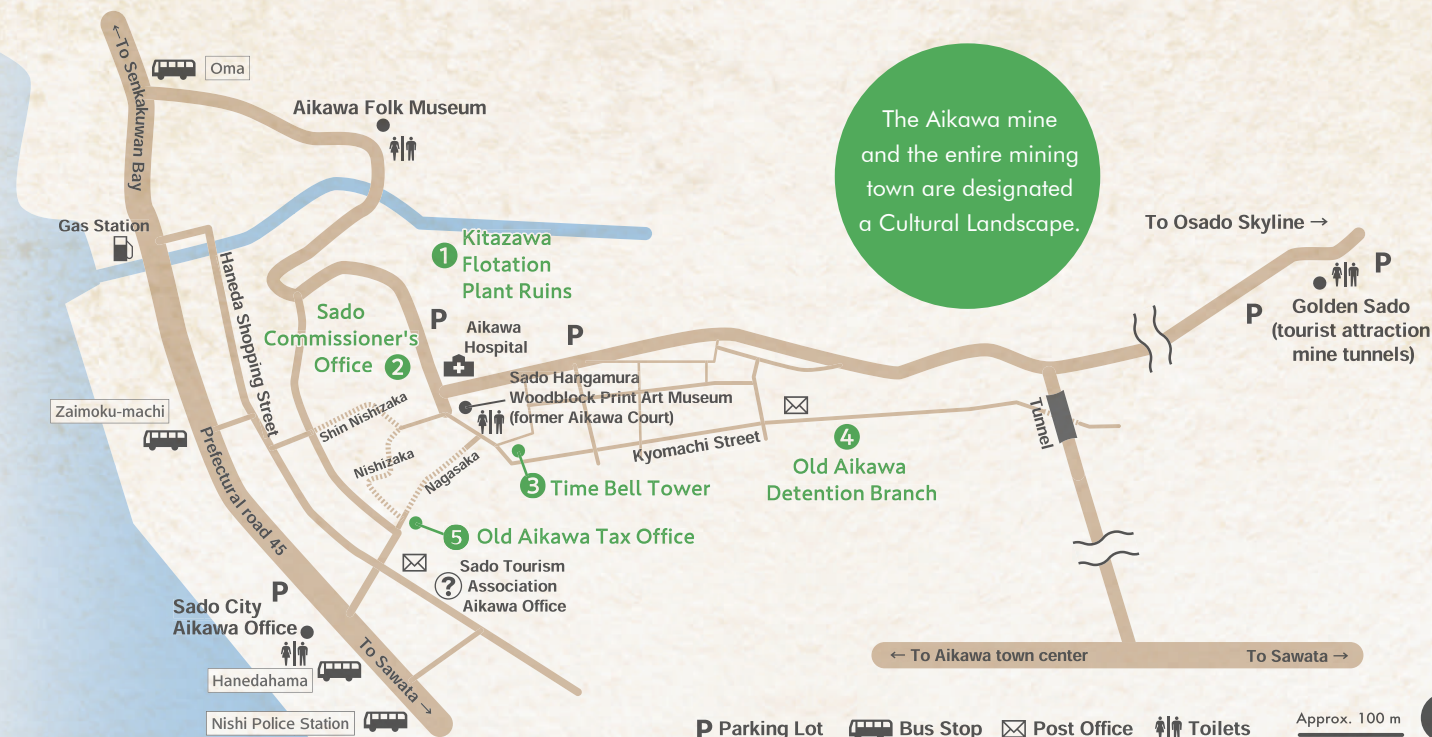 ←To Senkakuwan Bay
Oma
Aikawa Folk Museum
The Aikawa mine
and the entire mining
town are designated
a Cultural Landscape.
Gas Station
To Osado Skyline →
1 Kitazawa
Flotation
Plant Ruins
Haneda Shopping Street
Sado
Commissioner's
Office 2
P
Aikawa
Hospital
P
P
P
Golden Sado
(tourist attraction
mine tunnels)
Sado Hangamura
Woodblock Print Art Museum
(former Aikawa Court)
Zaimoku-machi
Shin Nishizaka
Nishizaka
Nagasaka
Kyomachi Street
Tunnel
4
Old Aikawa
Detention Branch
3 Time Bell Tower
Prefectural road 45
5 Old Aikawa Tax Office
?
Sado Tourism
Association
Aikawa Office
P
Sado City
Aikawa Office
Hanedahama
To Sawata →
Nishi Police Station
← To Aikawa town center
To Sawata →
P Parking Lot
Bus Stop
Post Office
Toilets
Approx. 100 m